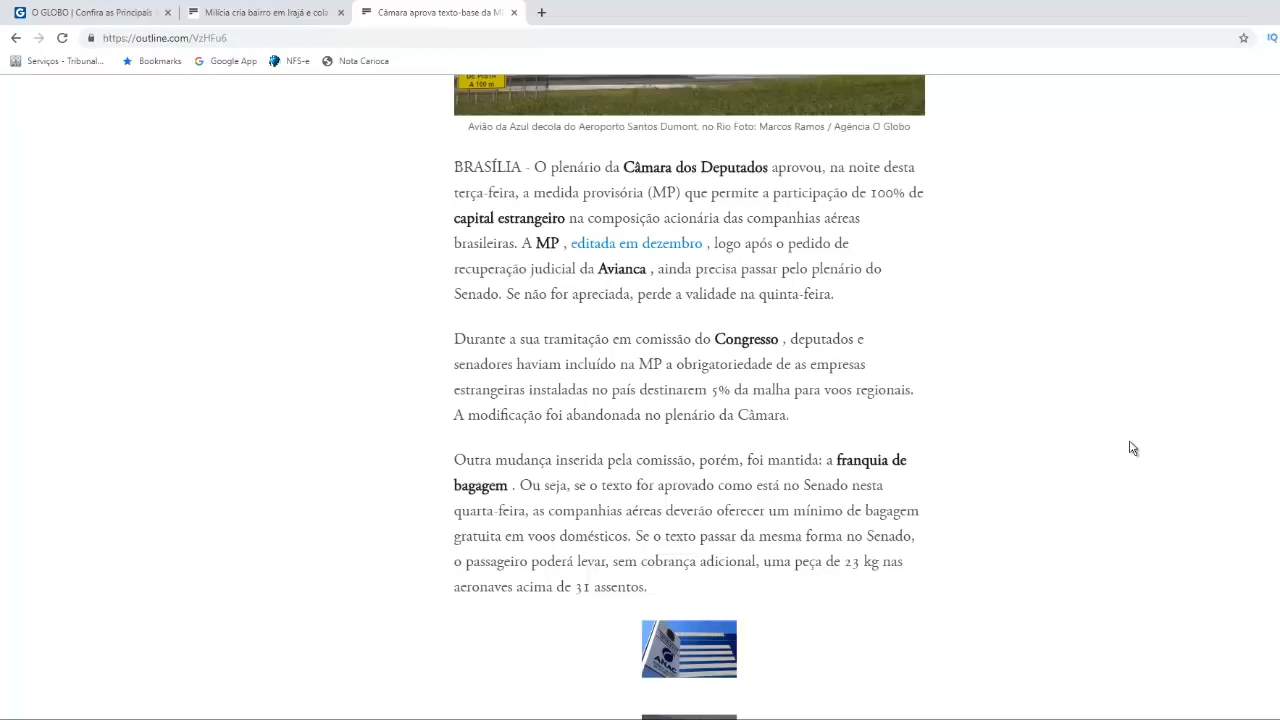 O GLOBO | Confira as Principais
Milícia cria bairro em Irajá e cola
Câmara aprova texto-base da M
https://outline.com/VzHFu6
IQ
Serviços - Tribunal...
Bookmarks
Google App
NFS-e
Nota Carioca
DE PISTA
A 100 m
Avião da Azul decola do Aeroporto Santos Dumont, no Rio Foto: Marcos Ramos / Agência O Globo
BRASÍLIA - O plenário da Câmara dos Deputados aprovou, na noite desta
terça-feira, a medida provisória (MP) que permite a participação de 100% de
capital estrangeiro na composição acionária das companhias aéreas
brasileiras. A MP , editada em dezembro , logo após o pedido de
recuperação judicial da Avianca , ainda precisa passar pelo plenário do
Senado. Se não for apreciada, perde a validade na quinta-feira.
Durante a sua tramitação em comissão do Congresso , deputados e
senadores haviam incluído na MP a obrigatoriedade de as empresas
estrangeiras instaladas no país destinarem 5% da malha para voos regionais.
A modificação foi abandonada no plenário da Câmara.
Outra mudança inserida pela comissão, porém, foi mantida: a franquia de
bagagem . Ou seja, se o texto for aprovado como está no Senado nesta
quarta-feira, as companhias aéreas deverão oferecer um mínimo de bagagem
gratuita em voos domésticos. Se o texto passar da mesma forma no Senado,
o passageiro poderá levar, sem cobrança adicional, uma peça de 23 kg nas
aeronaves acima de 31 assentos.
ANAC